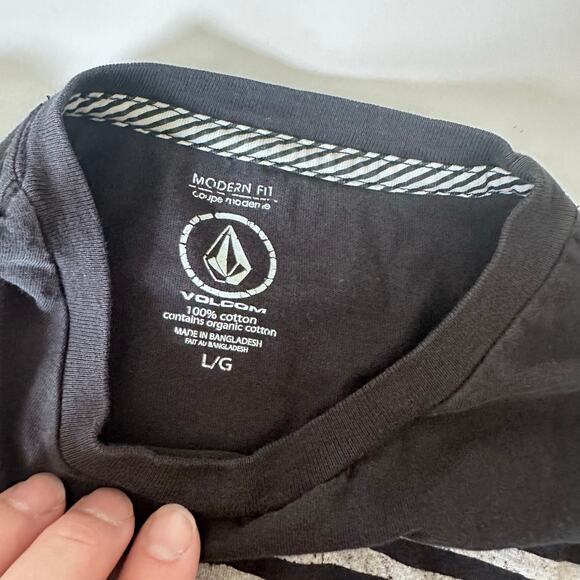 MODERN FIT
coupe moderne
VOLCOM
100% cotton
contains organic cotton
MADE IN BANGLADESH
FAIT AU BANGLADESH
L/G